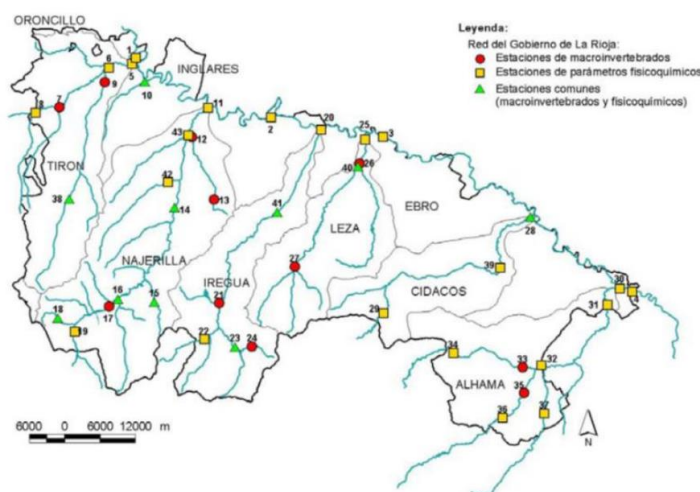 ORONCILLO
Leyenda:
Red del Gobierno de La Rioja:
Estaciones de macroinvertebrados
Estaciones de parámetros fisicoquímicos
Estaciones comunes
(macroinvertebrados y fisicoquímicos)
1
6
5
INGLARES
9
10
7
8
11
2
20
25
3
43
12
26
40
TIRON
42
13
38
14
41
EBRO
LEZA
28
NAJERILLA
27
39
IREGUA
CIDACOS
16
15
21
30
4
18
17
29
31
19
22
23
24
34
33
32
ALHAMA
35
36
37
6000 0 6000 12000 m
N